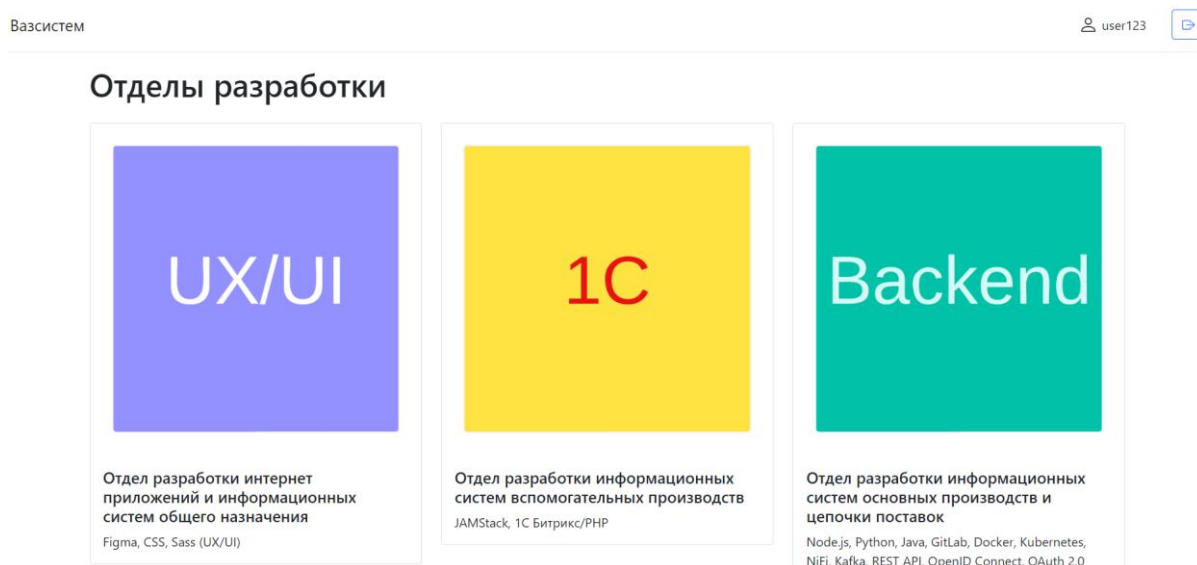 Вазсистем
user123
Отделы разработки
UX/UI
1C
Backend
Отдел разработки интернет
приложений и информационных
систем общего назначения
Figma, CSS, Sass (UX/UI)
Отдел разработки информационных
систем вспомогательных производств
JAMStack, 1С Битрикс/PHP
Отдел разработки информационных
систем основных производств и
цепочки поставок
Node.js, Python, Java, GitLab, Docker, Kubernetes,
NiFi, Kafka, REST API, OpenID Connect, OAuth 2.0